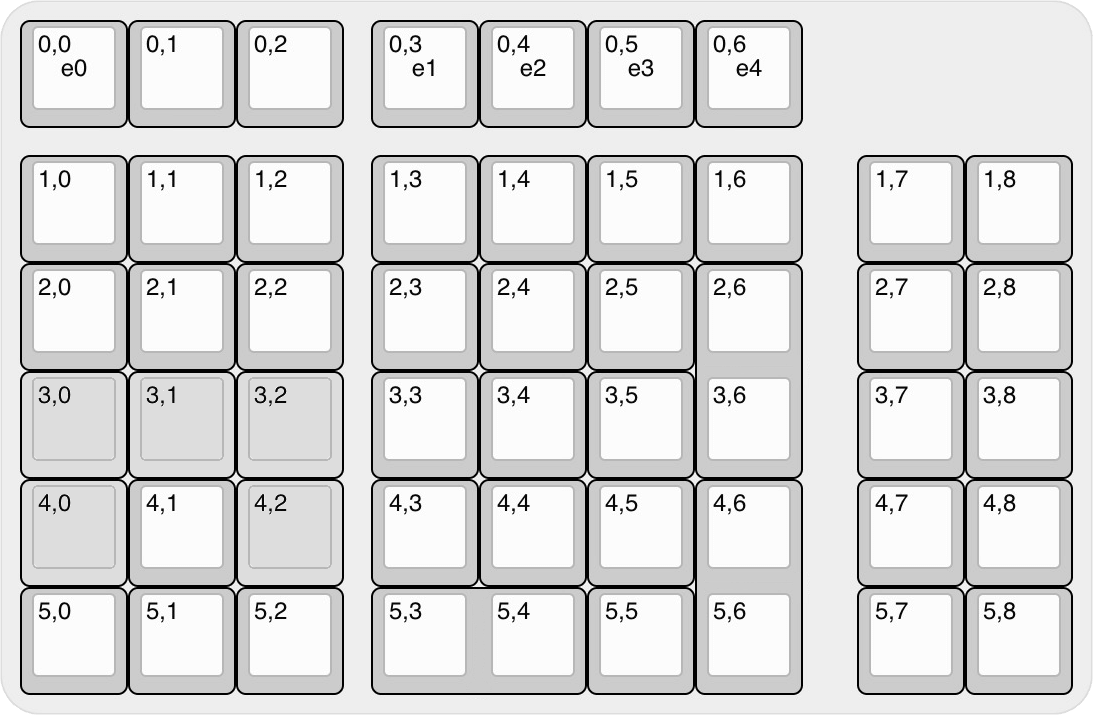 0,0 0,1 0,2 0,3 0,4 0,5 0,6
e0 e1 e2 e3 e4
1,0 1,1 1,2 1,3 1,4 1,5 1,6 1,7 1,8
2,0 2,1 2,2 2,3 2,4 2,5 2,6 2,7 2,8
3,0 3,1 3,2 3,3 3,4 3,5 3,6 3,7 3,8
4,0 4,1 4,2 4,3 4,4 4,5 4,6 4,7 4,8
5,0 5,1 5,2 5,3 5,4 5,5 5,6 5,7 5,8